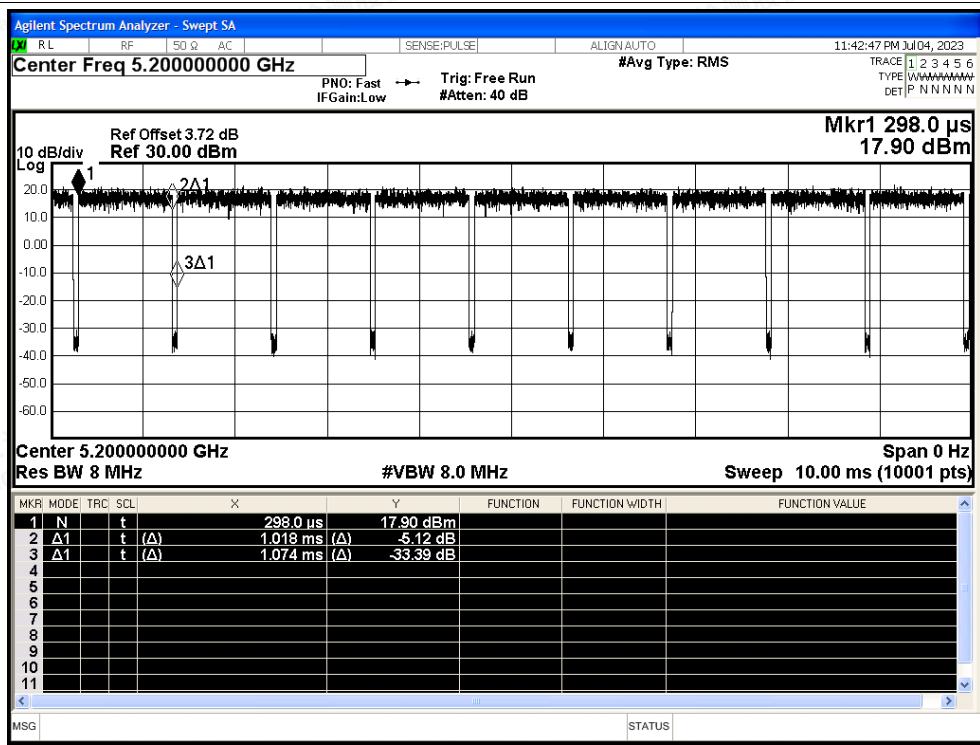 Agilent Spectrum Analyzer - Swept SA
LXI RL RF 50 Ω AC SENSE:PULSE ALIGN AUTO 11:42:47 PM Jul 04, 2023
Center Freq 5.200000000 GHz #Avg Type: RMS TRACE 1 2 3 4 5 6
PNO: Fast Trig: Free Run TYPE
IFGain:Low #Atten: 40 dB DET P N N N N N
Mkr1 298.0 µs
17.90 dBm
Ref Offset 3.72 dB
10 dB/div Ref 30.00 dBm
Log
1
2Δ1
3Δ1
20.0
10.0
0.00
-10.0
-20.0
-30.0
-40.0
-50.0
-60.0
Center 5.200000000 GHz Span 0 Hz
Res BW 8 MHz #VBW 8.0 MHz Sweep 10.00 ms (10001 pts)
MKR MODE TRC SCL X Y FUNCTION FUNCTION WIDTH FUNCTION VALUE
1 N t 298.0 µs 17.90 dBm
2 Δ1 t (Δ) 1.018 ms (Δ) -5.12 dB
3 Δ1 t (Δ) 1.074 ms (Δ) -33.39 dB
4
5
6
7
8
9
10
11
MSG STATUS